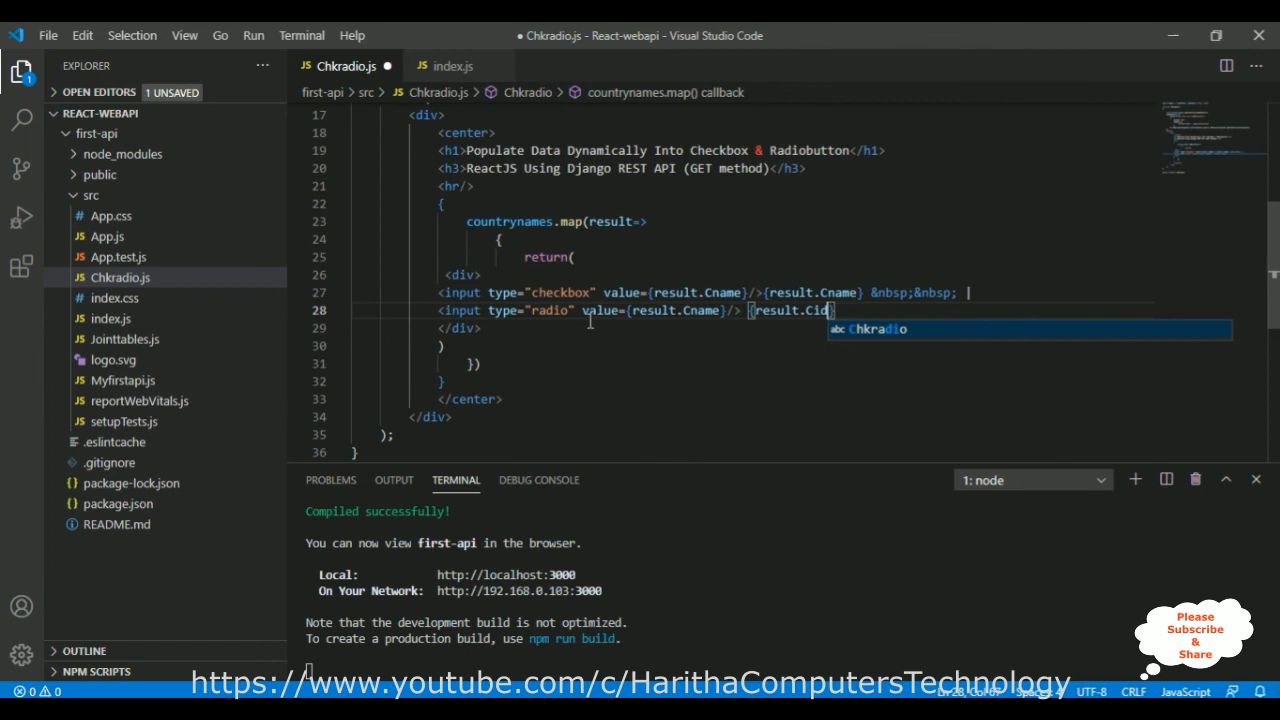 File Edit Selection View Go Run Terminal Help
● Chkradio.js - React-webapi - Visual Studio Code
EXPLORER
OPEN EDITORS 1 UNSAVED
REACT-WEBAPI
first-api
node_modules
public
src
App.css
App.js
App.test.js
Chkradio.js
index.css
index.js
Jointtables.js
logo.svg
Myfirstapi.js
reportWebVitals.js
setupTests.js
.eslintcache
.gitignore
package-lock.json
package.json
README.md
OUTLINE
NPM SCRIPTS
1
JS Chkradio.js ● JS index.js
first-api > src > JS Chkradio.js > Chkradio > countrynames.map() callback
17 <div>
18 <center>
19 <h1>Populate Data Dynamically Into Checkbox & Radiobutton</h1>
20 <h3>ReactJS Using Django REST API (GET method)</h3>
21 <hr/>
22 {
23 countrynames.map(result=>
24 {
25 return(
26 <div>
27 <input type="checkbox" value={result.Cname}/>{result.Cname} &nbsp;&nbsp; |
28 <input type="radio" value={result.Cname}/> {result.Cid}
abc Chkradio
29 </div>
30 )
31 })
32 }
33 </center>
34 </div>
35 );
36 }
PROBLEMS OUTPUT TERMINAL DEBUG CONSOLE 1: node
Compiled successfully!
You can now view first-api in the browser.
Local: http://localhost:3000
On Your Network: http://192.168.0.103:3000
Note that the development build is not optimized.
To create a production build, use npm run build.
Please
Subscribe
&
Share
https://www.youtube.com/c/HarithaComputersTechnology
0 0 UTF-8 CRLF JavaScript